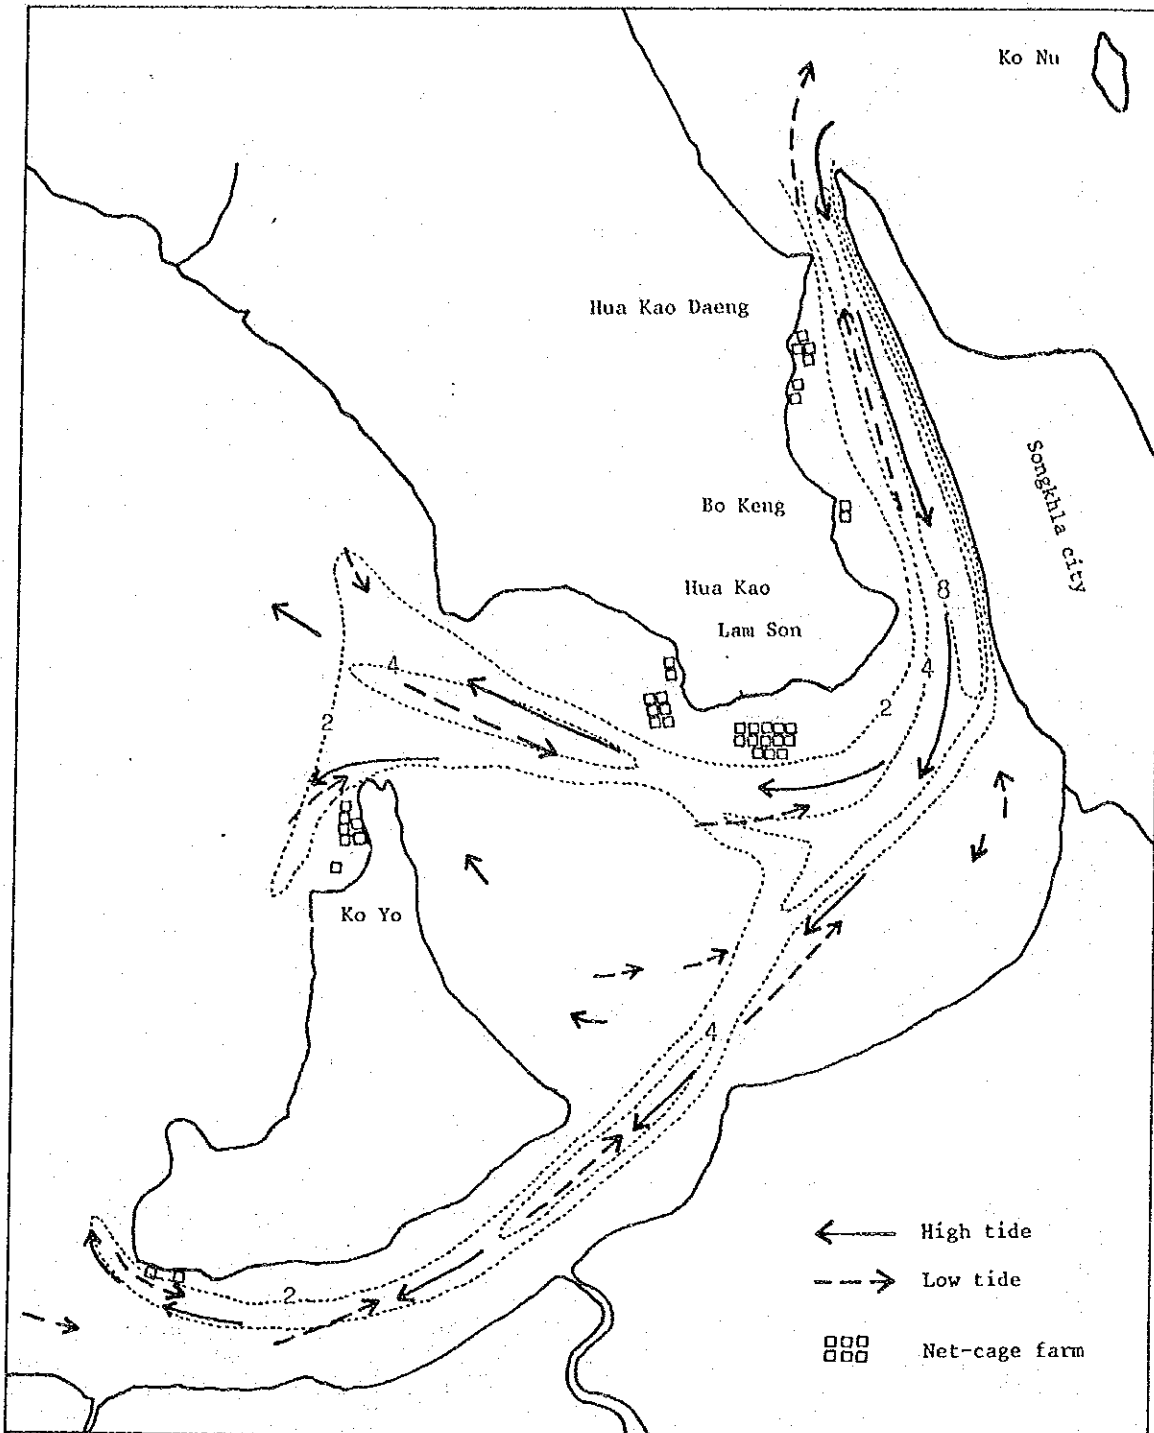 Ko Nu
Hua Kao Daeng
Songkhla city
Bo Keng
Hua Kao
Lam Son
8
4
4
2
2
Ko Yo
4
2
High tide
Low tide
Net-cage farm